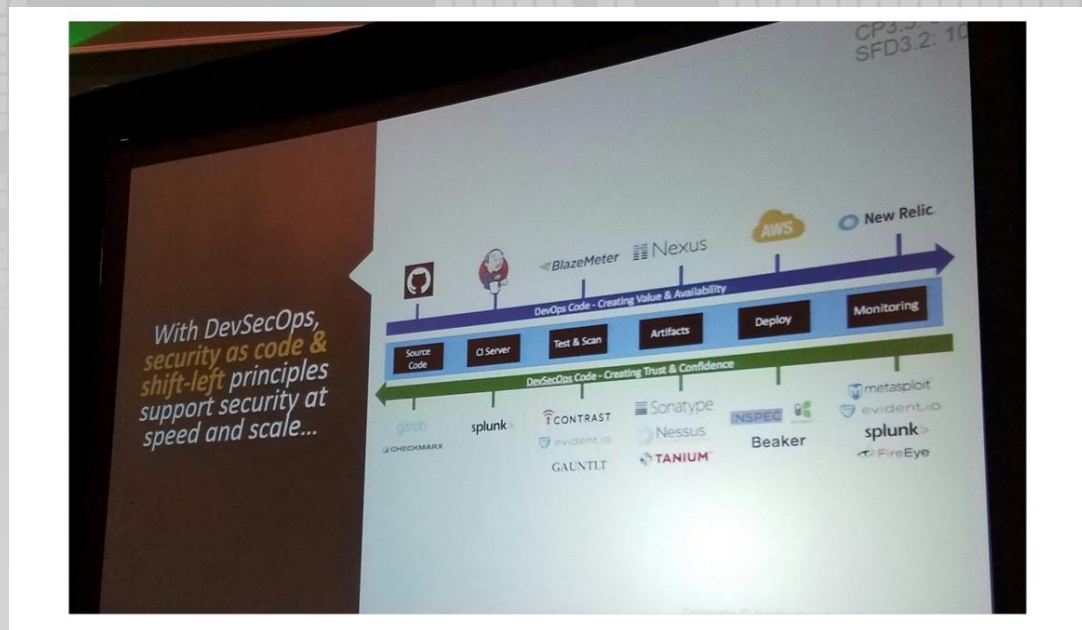 SFD3.2: 10
With DevSecOps,
security as code &
shift-left principles
support security at
speed and scale...
BlazeMeter
Nexus
AWS
New Relic
DevOps Code - Creating Value & Availability
Source
Code
CI Server
Test & Scan
Artifacts
Deploy
Monitoring
DevSecOps Code - Creating Trust & Confidence
gitrob
CHECKMARX
splunk>
CONTRAST
evident.io
GAUNTLT
Sonatype
Nessus
TANIUM
INSPEC
Beaker
metasploit
evident.io
splunk>
FireEye